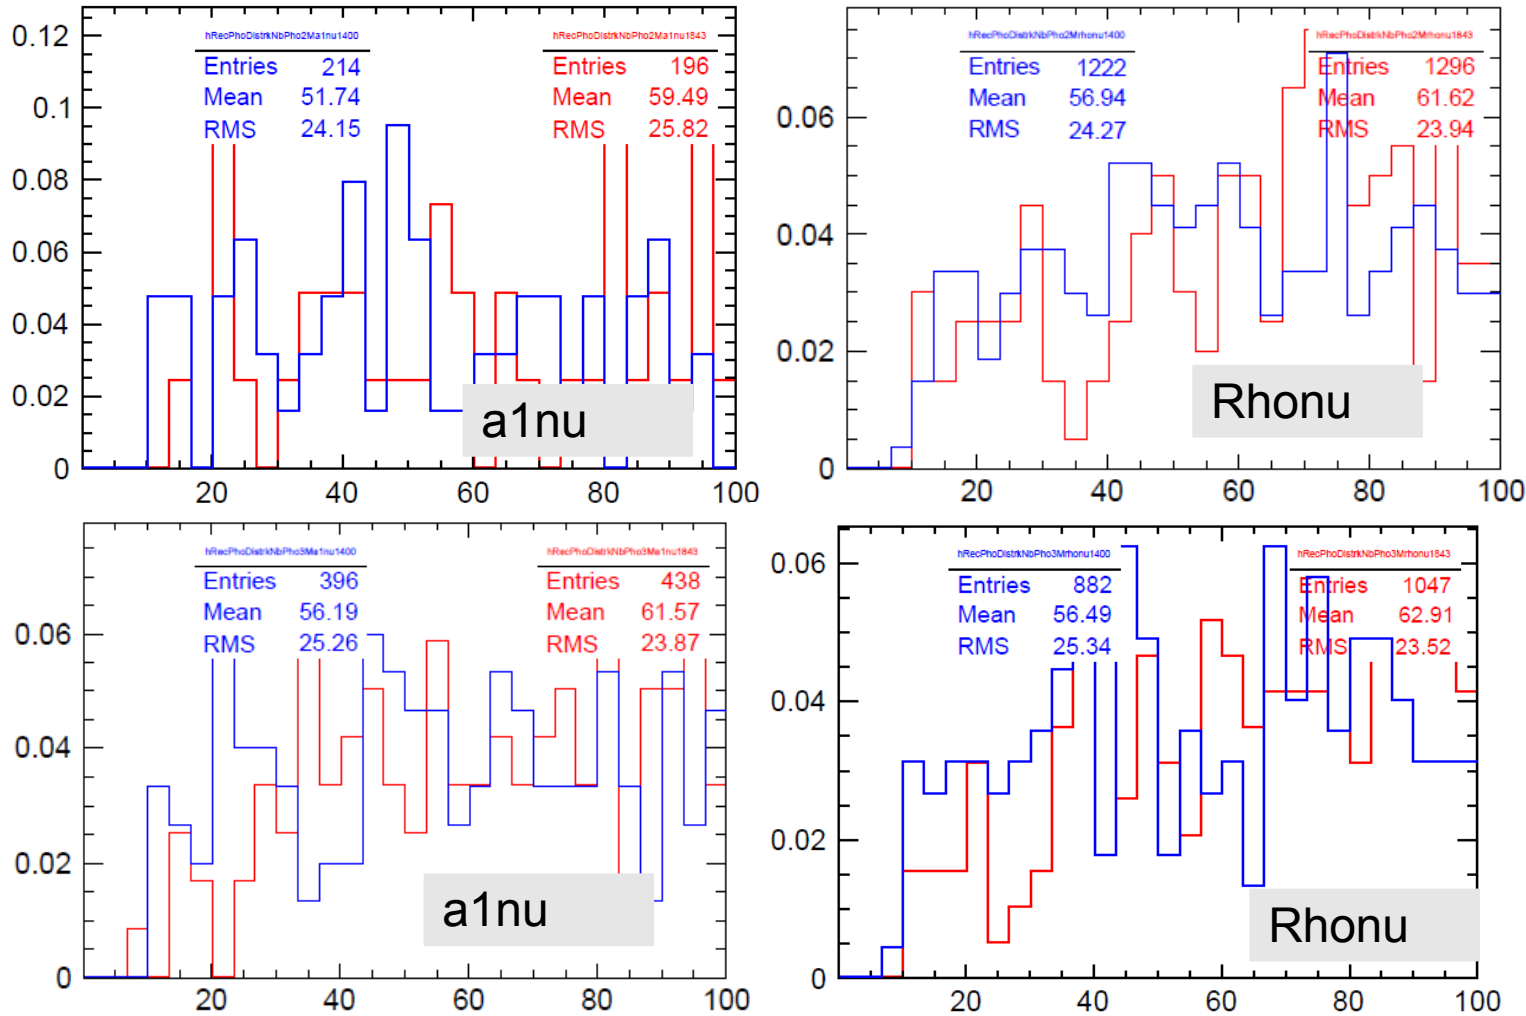 hRecPhoDistrkNbPho2Ma1nu1400
Entries 214
Mean 51.74
RMS 24.15
hRecPhoDistrkNbPho2Ma1nu1843
Entries 196
Mean 59.49
RMS 25.82
0.12
0.1
0.08
0.06
0.04
0.02
0
20 40 60 80 100
a1nu
hRecPhoDistrkNbPho2Mrhonu1400
Entries 1222
Mean 56.94
RMS 24.27
hRecPhoDistrkNbPho2Mrhonu1843
Entries 1296
Mean 61.62
RMS 23.94
0.06
0.04
0.02
0
20 40 60 80 100
Rhonu
hRecPhoDistrkNbPho3Ma1nu1400
Entries 396
Mean 56.19
RMS 25.26
hRecPhoDistrkNbPho3Ma1nu1843
Entries 438
Mean 61.57
RMS 23.87
0.06
0.04
0.02
0
20 40 60 80 100
a1nu
hRecPhoDistrkNbPho3Mrhonu1400
Entries 882
Mean 56.49
RMS 25.34
hRecPhoDistrkNbPho3Mrhonu1843
Entries 1047
Mean 62.91
RMS 23.52
0.06
0.04
0.02
0
20 40 60 80 100
Rhonu